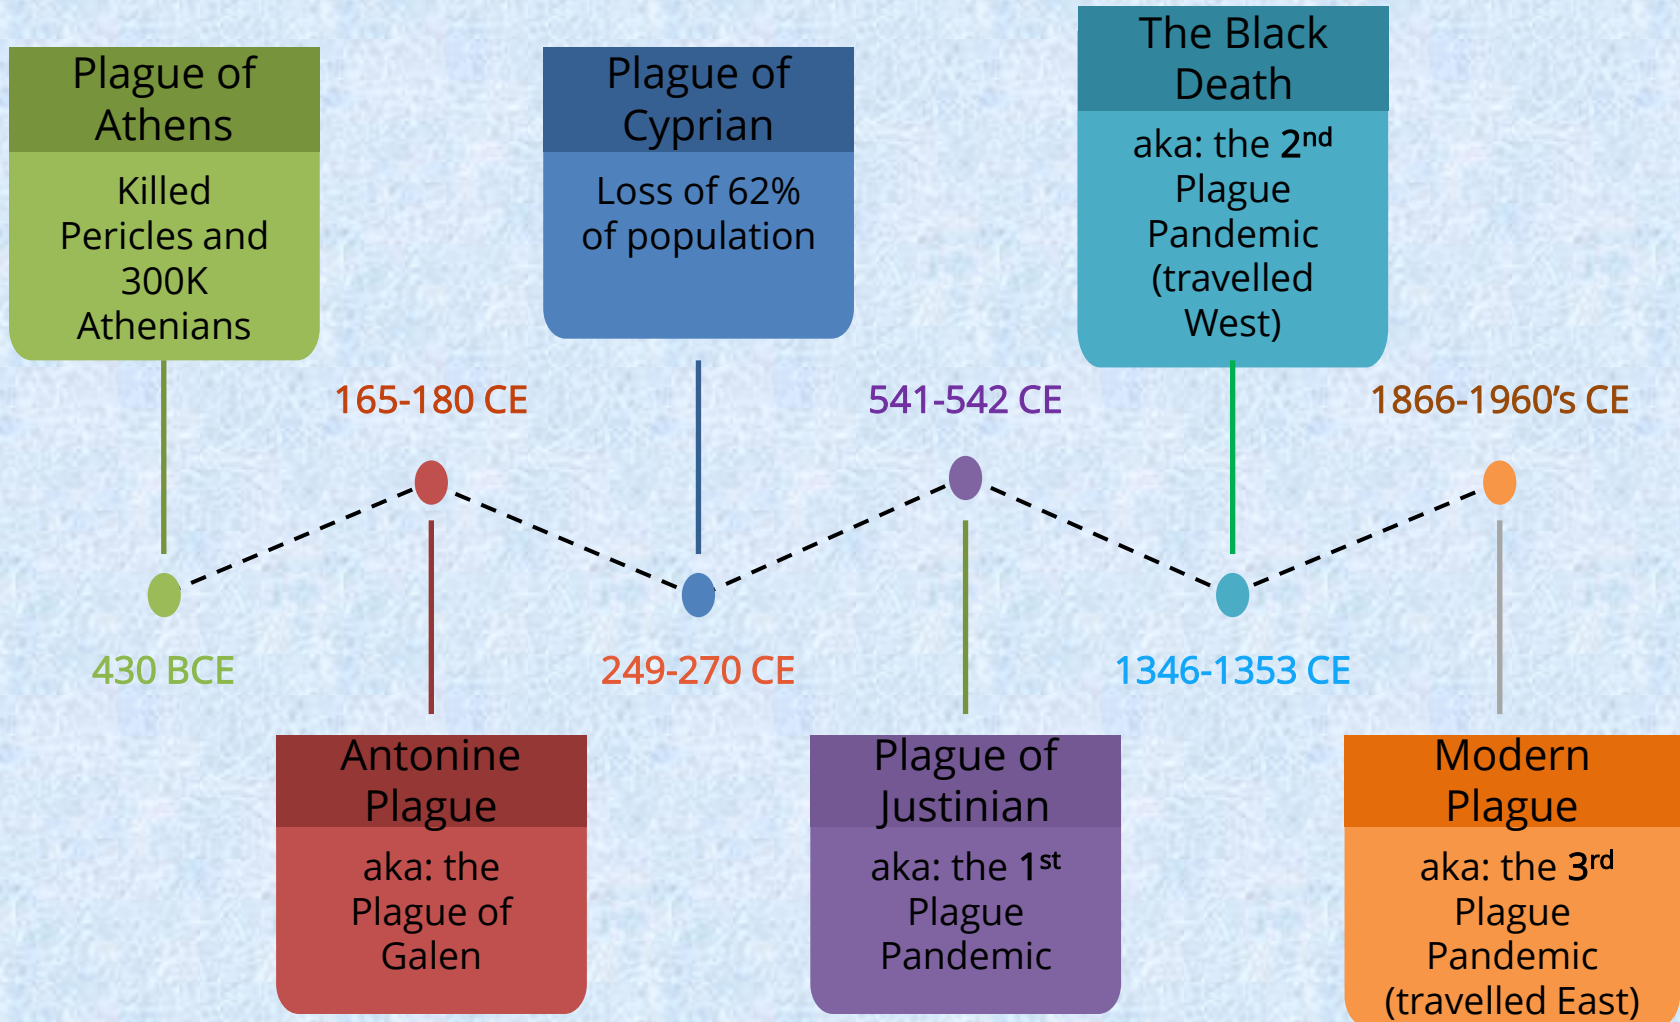 Plague of
Athens
Killed
Pericles and
300K
Athenians
430 BCE
165-180 CE
Antonine
Plague
aka: the
Plague of
Galen
Plague of
Cyprian
Loss of 62%
of population
249-270 CE
541-542 CE
Plague of
Justinian
aka: the 1st
Plague
Pandemic
The Black
Death
aka: the 2nd
Plague
Pandemic
(travelled
West)
1346-1353 CE
1866-1960’s CE
Modern
Plague
aka: the 3rd
Plague
Pandemic
(travelled East)